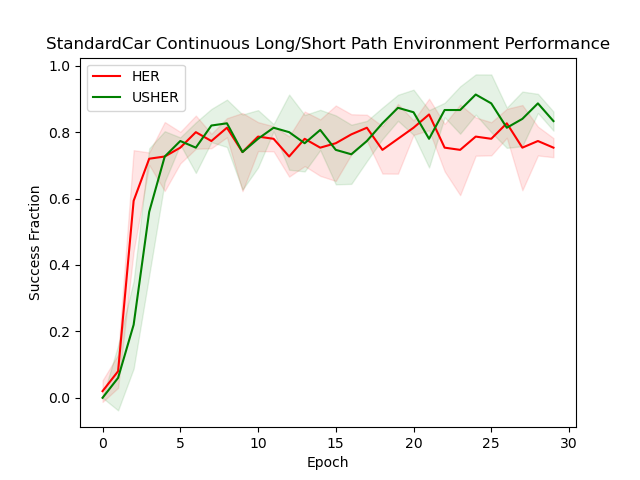 StandardCar Continuous Long/Short Path Environment Performance
HER
USHER
Success Fraction
1.0
0.8
0.6
0.4
0.2
0.0
0 5 10 15 20 25 30
Epoch